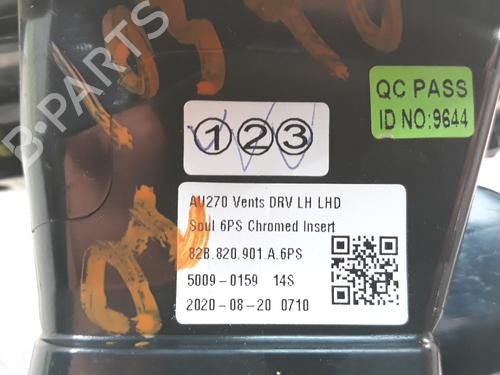 B-PARTS
QC PASS
ID NO:9644
①②③
AU270 Vents DRV LH LHD
Soul 6PS Chromed Insert
82B.820.901.A.6PS
5009-0159 14S
2020-08-20 0710